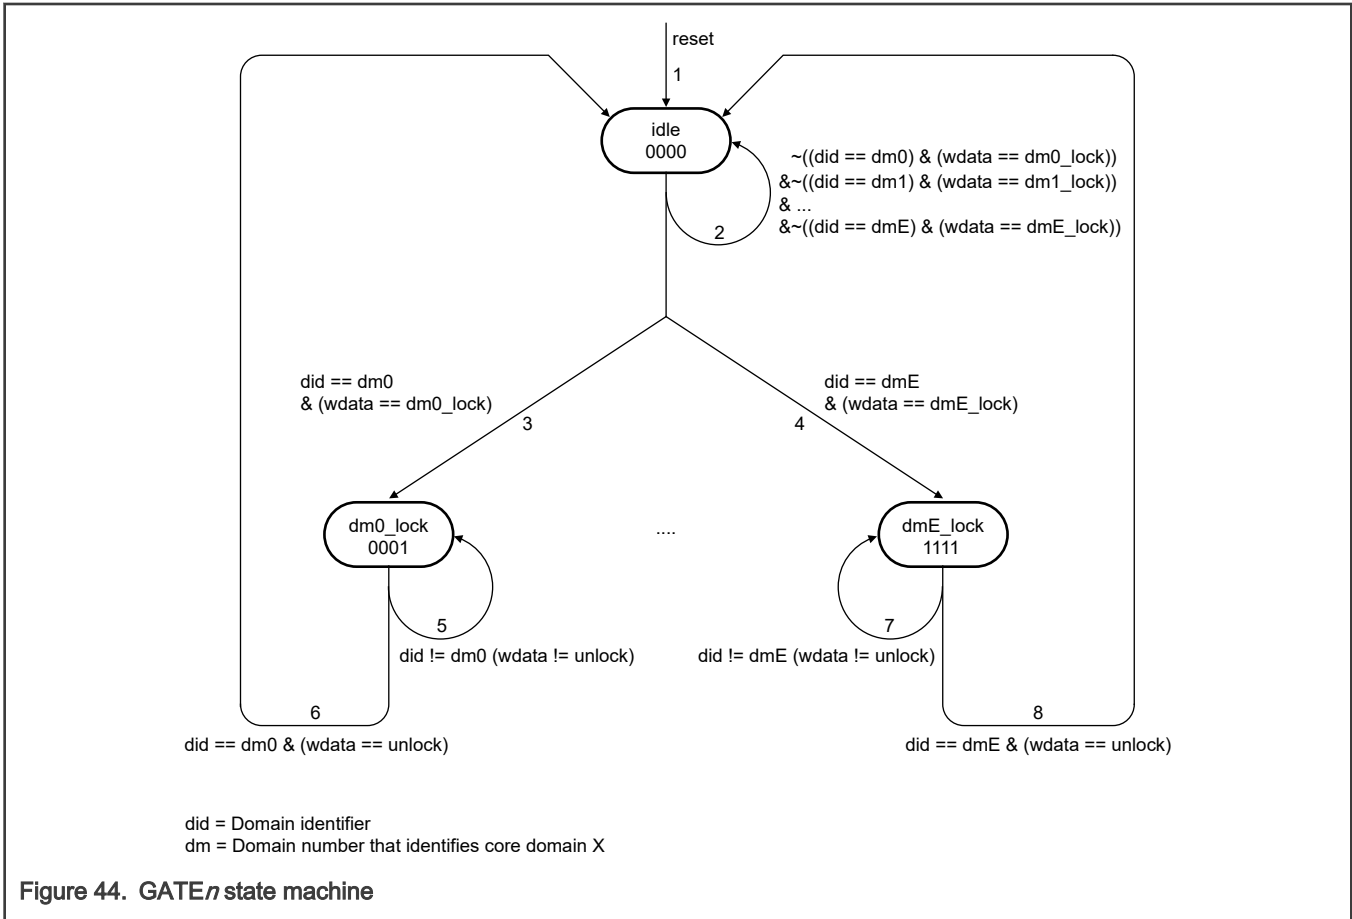 reset
1
idle
0000
~((did == dm0) & (wdata == dm0_lock))
&~((did == dm1) & (wdata == dm1_lock))
& ...
&~((did == dmE) & (wdata == dmE_lock))
2
did == dm0
& (wdata == dm0_lock)
3
did == dmE
& (wdata == dmE_lock)
4
dm0_lock
0001
....
dmE_lock
1111
5
did != dm0 (wdata != unlock)
7
did != dmE (wdata != unlock)
6
did == dm0 & (wdata == unlock)
8
did == dmE & (wdata == unlock)
did = Domain identifier
dm = Domain number that identifies core domain X
Figure 44. GATEn state machine